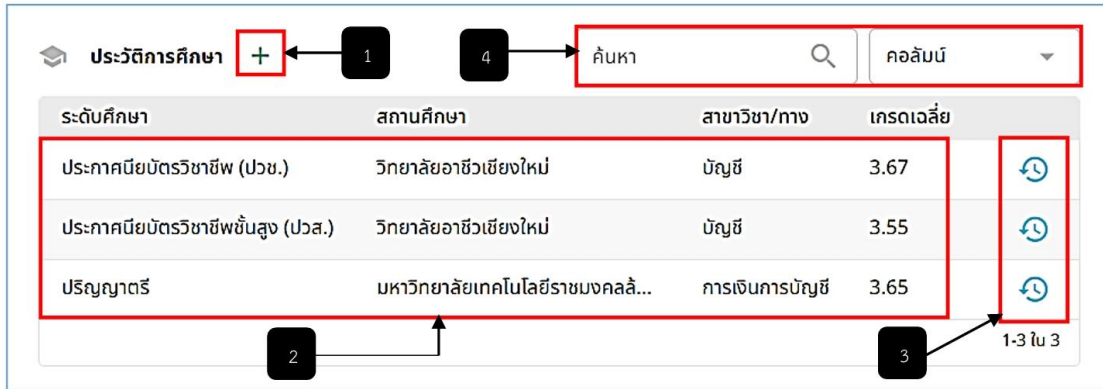 ประวัติการศึกษา + 1 4 ค้นหา คอลัมน์
ระดับศึกษา สถานศึกษา สาขาวิชา/ทาง เกรดเฉลี่ย
ประกาศนียบัตรวิชาชีพ (ปวช.) วิทยาลัยอาชีวเชียงใหม่ บัญชี 3.67
ประกาศนียบัตรวิชาชีพชั้นสูง (ปวส.) วิทยาลัยอาชีวเชียงใหม่ บัญชี 3.55
ปริญญาตรี มหาวิทยาลัยเทคโนโลยีราชมงคลล้... การเงินการบัญชี 3.65
2 3 1-3 ใน 3